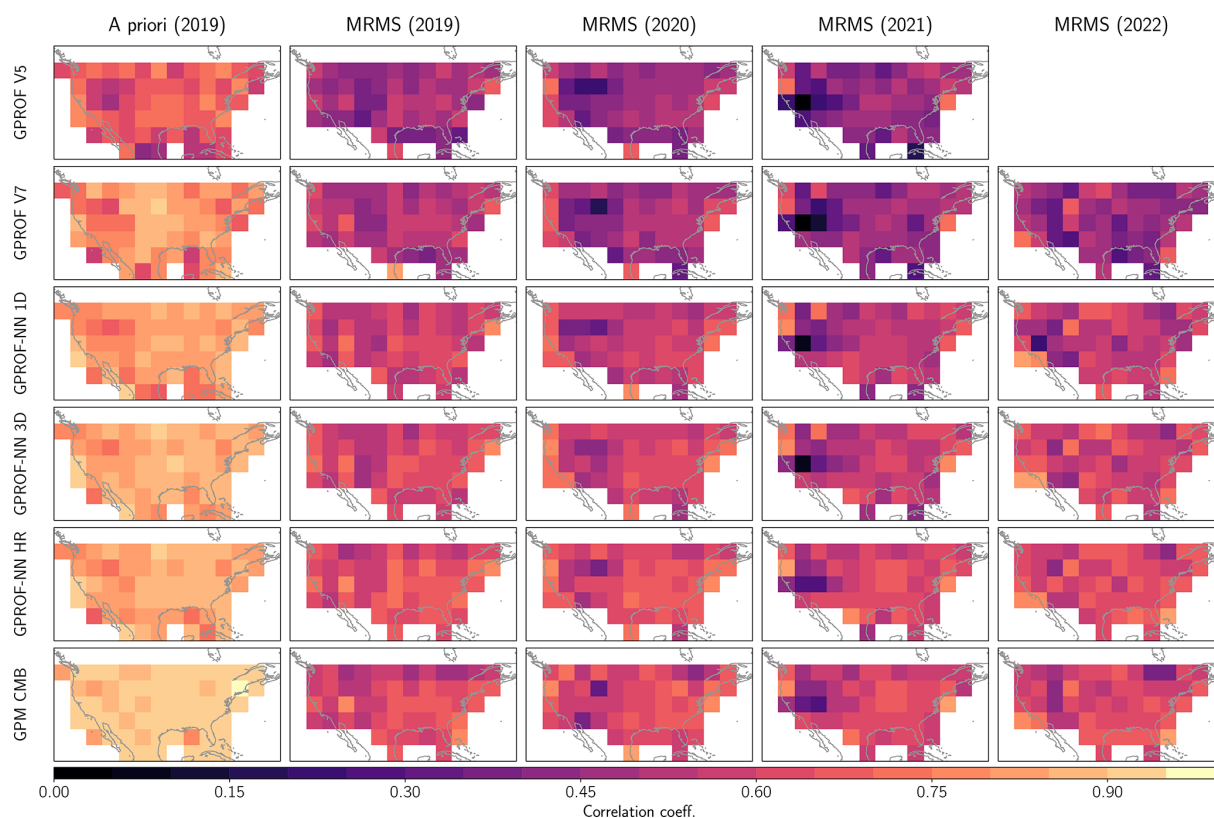 A priori (2019)
MRMS (2019)
MRMS (2020)
MRMS (2021)
MRMS (2022)
GPROF V5
GPROF V7
GPROF-NN 1D
GPROF-NN 3D
GPROF-NN HR
GPM CMB
0.00 0.15 0.30 0.45 0.60 0.75 0.90
Correlation coeff.